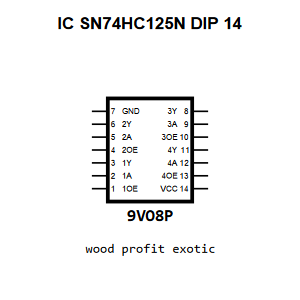 IC SN74HC125N DIP 14
7 GND 3Y 8
6 2Y 3A 9
5 2A 3OE 10
4 2OE 4Y 11
3 1Y 4A 12
2 1A 4OE 13
1 1OE VCC 14
9V08P
wood profit exotic